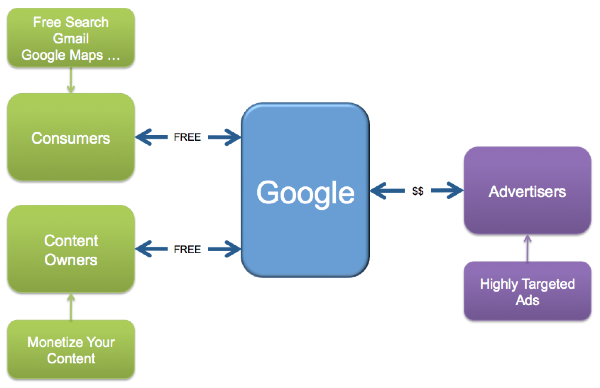 Free Search
Gmail
Google Maps ...
Consumers
FREE
Google
$$
Advertisers
Content
Owners
FREE
Highly Targeted
Ads
Monetize Your
Content